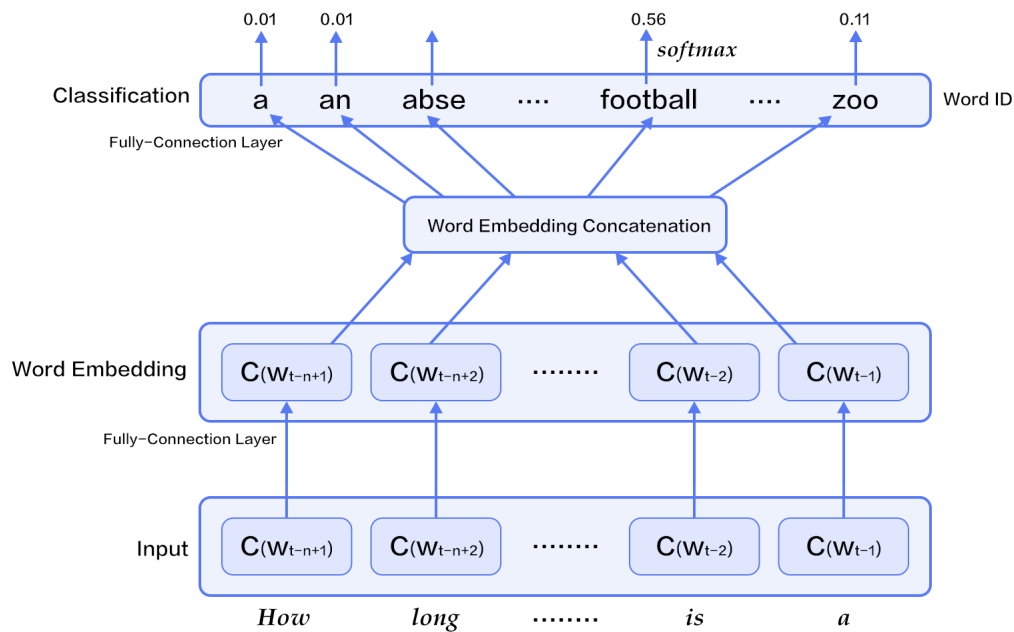 0.01 0.01 0.56 0.11
softmax
Classification a an abse .... football .... zoo Word ID
Fully-Connection Layer
Word Embedding Concatenation
Word Embedding C(wt-n+1) C(wt-n+2) ........ C(wt-2) C(wt-1)
Fully-Connection Layer
Input C(wt-n+1) C(wt-n+2) ........ C(wt-2) C(wt-1)
How long ........ is a